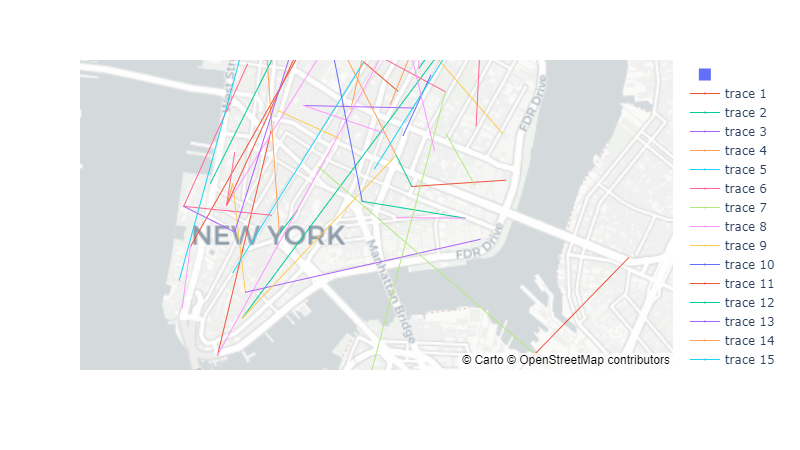 West Str
FDR Drive
NEW YORK
FDR Drive
Manhattan Bridge
© Carto © OpenStreetMap contributors
trace 1
trace 2
trace 3
trace 4
trace 5
trace 6
trace 7
trace 8
trace 9
trace 10
trace 11
trace 12
trace 13
trace 14
trace 15